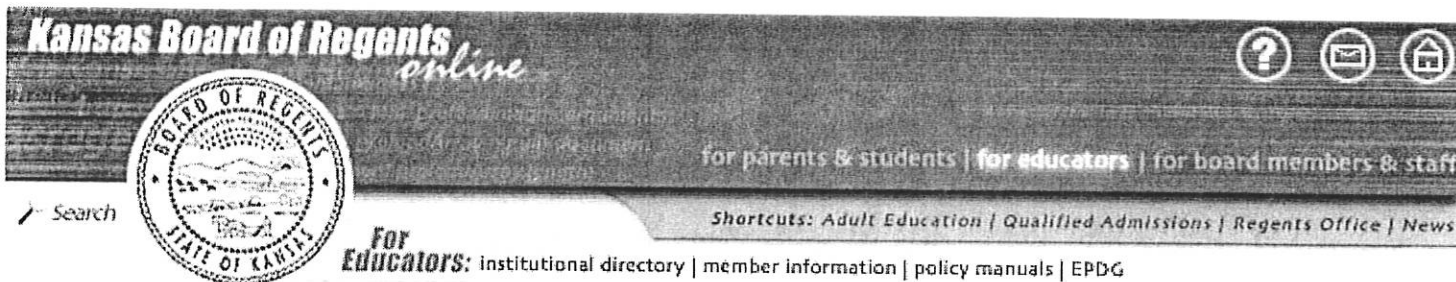 Kansas Board of Regents
online
?
BOARD OF REGENTS
STATE OF KANSAS
for parents & students | for educators | for board members & staff
Search
Shortcuts: Adult Education | Qualified Admissions | Regents Office | News
For
Educators: institutional directory | member information | policy manuals | EPDG